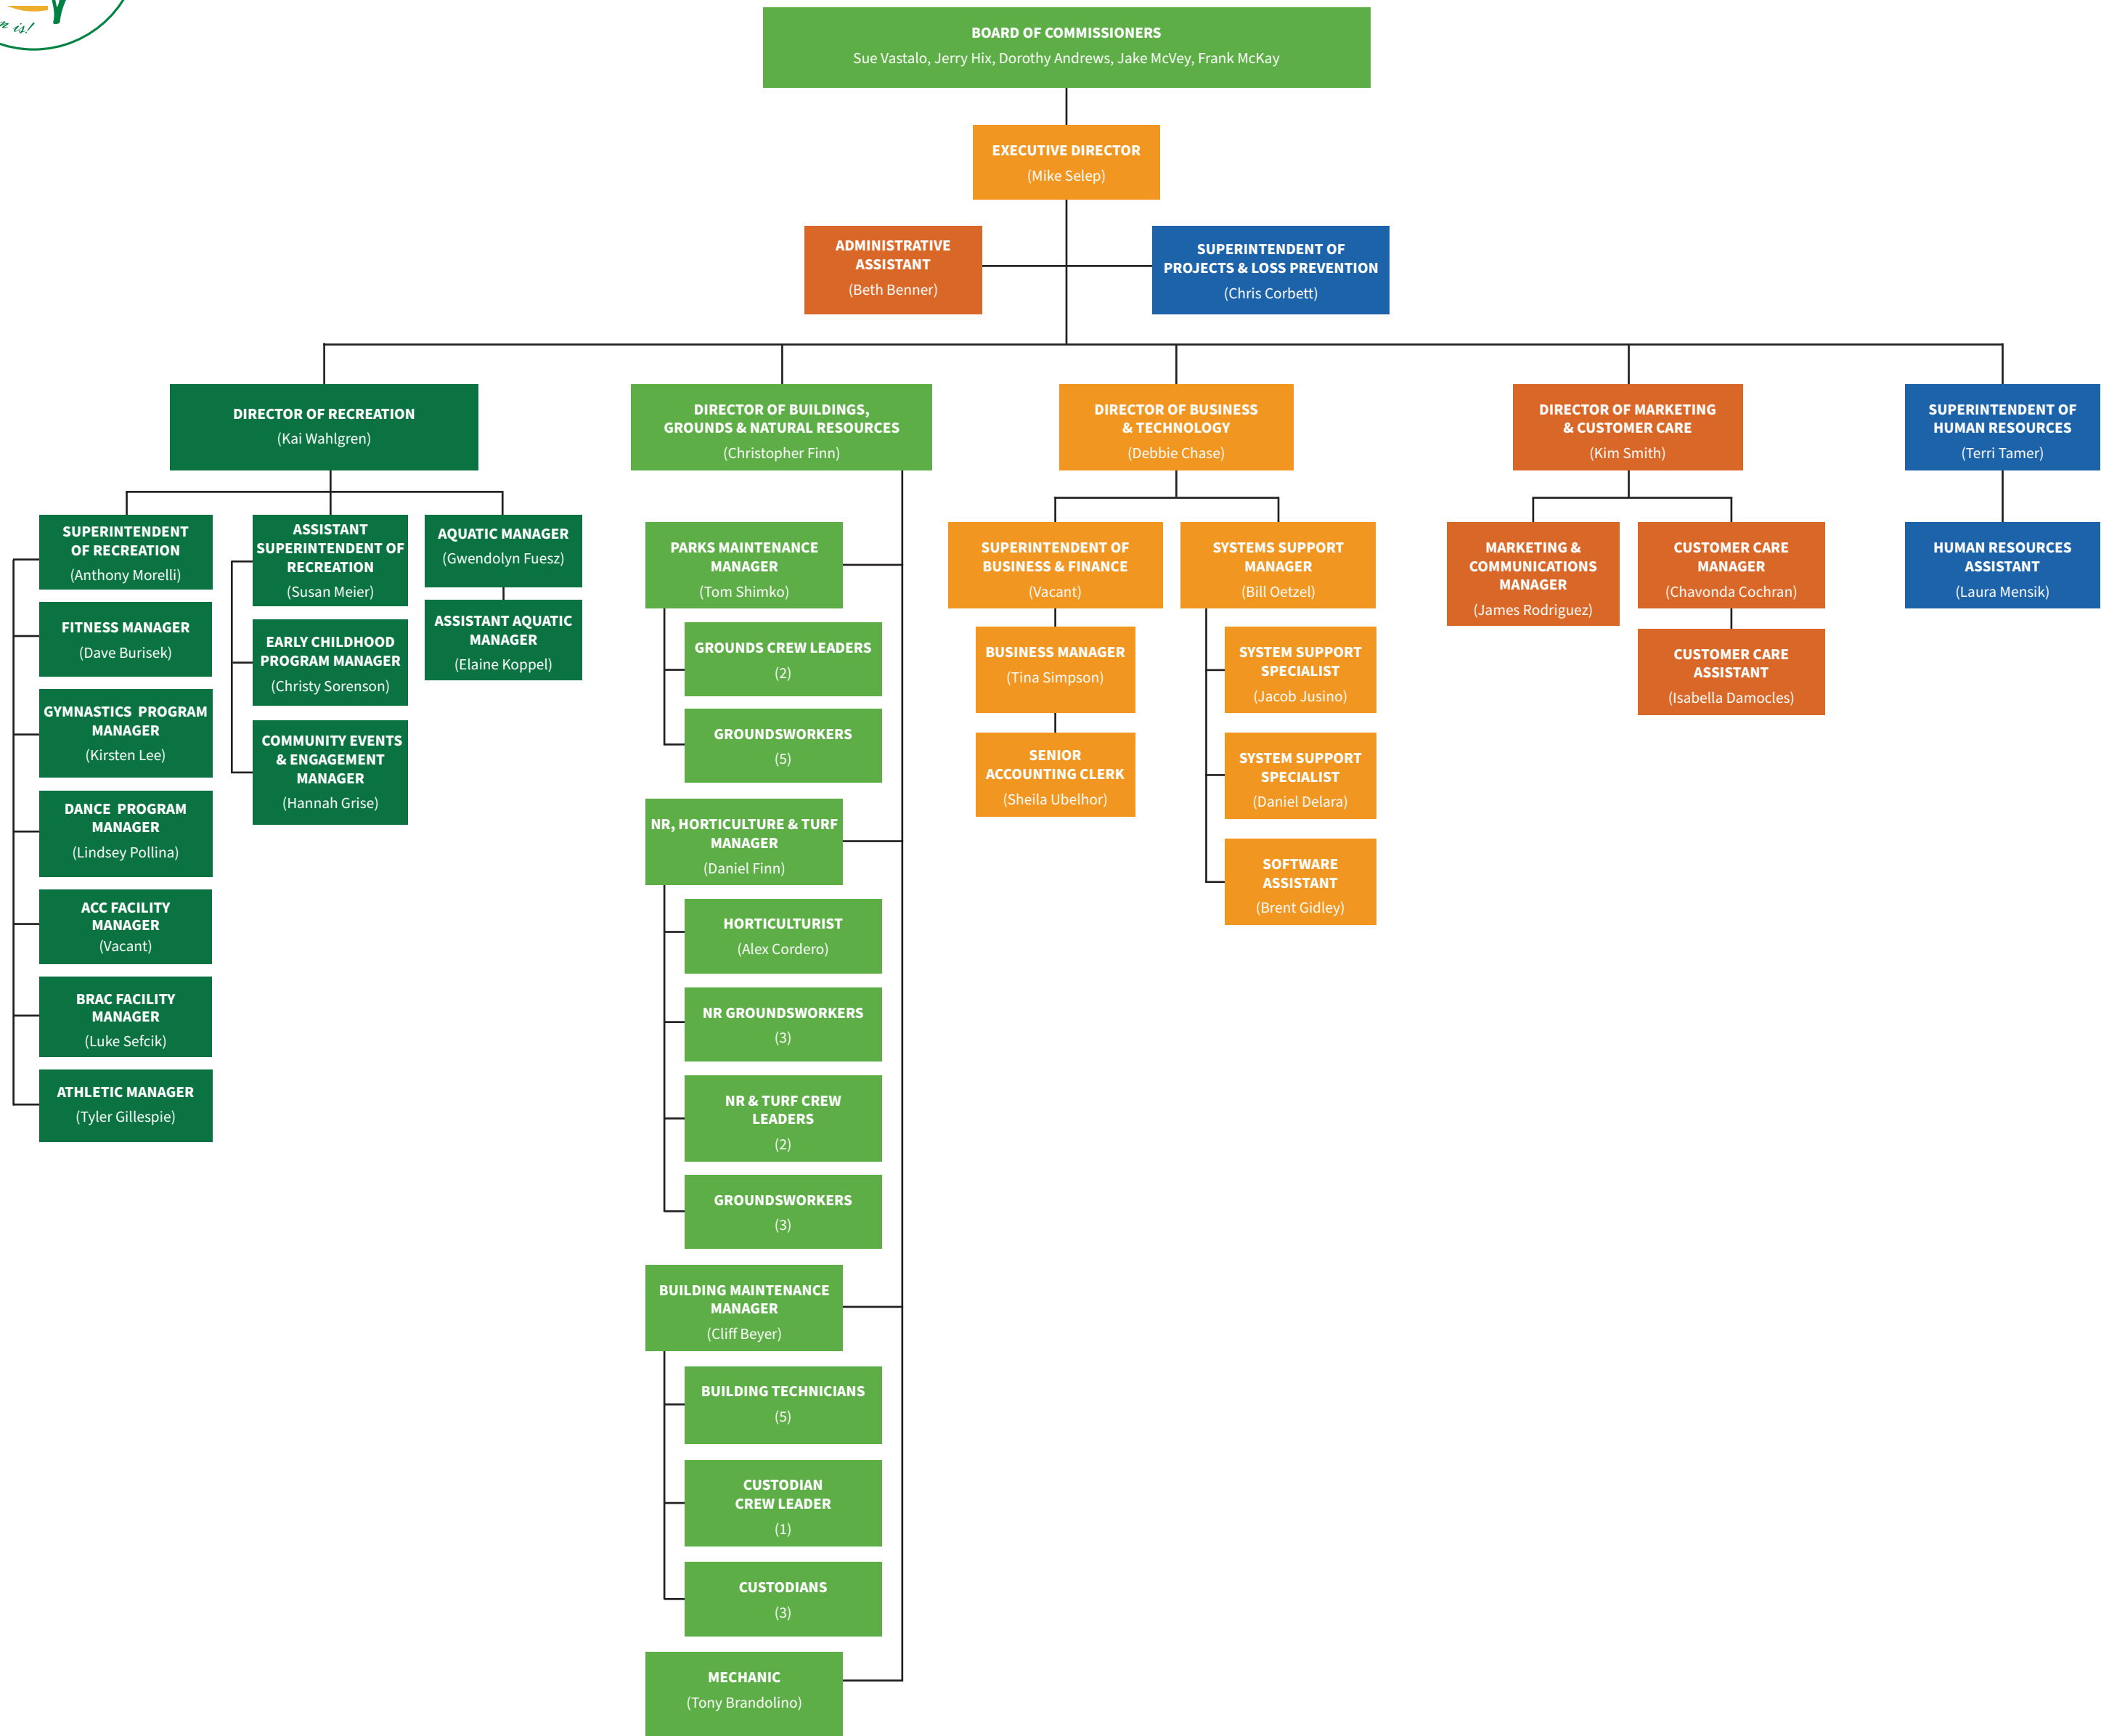 is!
BOARD OF COMMISSIONERS
Sue Vastalo, Jerry Hix, Dorothy Andrews, Jake McVey, Frank McKay
EXECUTIVE DIRECTOR
(Mike Selep)
ADMINISTRATIVE
ASSISTANT
(Beth Benner)
SUPERINTENDENT OF
PROJECTS & LOSS PREVENTION
(Chris Corbett)
DIRECTOR OF RECREATION
(Kai Wahlgren)
SUPERINTENDENT
OF RECREATION
(Anthony Morelli)
FITNESS MANAGER
(Dave Burisek)
GYMNASTICS PROGRAM
MANAGER
(Kirsten Lee)
DANCE PROGRAM
MANAGER
(Lindsey Pollina)
ACC FACILITY
MANAGER
(Vacant)
BRAC FACILITY
MANAGER
(Luke Sefcik)
ATHLETIC MANAGER
(Tyler Gillespie)
ASSISTANT
SUPERINTENDENT OF
RECREATION
(Susan Meier)
EARLY CHILDHOOD
PROGRAM MANAGER
(Christy Sorenson)
COMMUNITY EVENTS
& ENGAGEMENT
MANAGER
(Hannah Grise)
AQUATIC MANAGER
(Gwendolyn Fuesz)
ASSISTANT AQUATIC
MANAGER
(Elaine Koppel)
DIRECTOR OF BUILDINGS,
GROUNDS & NATURAL RESOURCES
(Christopher Finn)
PARKS MAINTENANCE
MANAGER
(Tom Shimko)
GROUNDS CREW LEADERS
(2)
GROUNDSWORKERS
(5)
NR, HORTICULTURE & TURF
MANAGER
(Daniel Finn)
HORTICULTURIST
(Alex Cordero)
NR GROUNDSWORKERS
(3)
NR & TURF CREW
LEADERS
(2)
GROUNDSWORKERS
(3)
BUILDING MAINTENANCE
MANAGER
(Cliff Beyer)
BUILDING TECHNICIANS
(5)
CUSTODIAN
CREW LEADER
(1)
CUSTODIANS
(3)
MECHANIC
(Tony Brandolino)
DIRECTOR OF BUSINESS
& TECHNOLOGY
(Debbie Chase)
SUPERINTENDENT OF
BUSINESS & FINANCE
(Vacant)
BUSINESS MANAGER
(Tina Simpson)
SENIOR
ACCOUNTING CLERK
(Sheila Ubelhor)
SYSTEMS SUPPORT
MANAGER
(Bill Oetzel)
SYSTEM SUPPORT
SPECIALIST
(Jacob Jusino)
SYSTEM SUPPORT
SPECIALIST
(Daniel Delara)
SOFTWARE
ASSISTANT
(Brent Gidley)
DIRECTOR OF MARKETING
& CUSTOMER CARE
(Kim Smith)
MARKETING &
COMMUNICATIONS
MANAGER
(James Rodriguez)
CUSTOMER CARE
MANAGER
(Chavonda Cochran)
CUSTOMER CARE
ASSISTANT
(Isabella Damocles)
SUPERINTENDENT OF
HUMAN RESOURCES
(Terri Tamer)
HUMAN RESOURCES
ASSISTANT
(Laura Mensik)